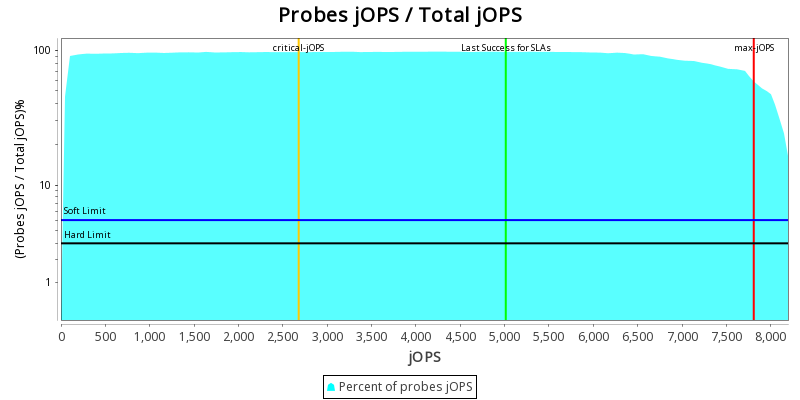 Probes jOPS / Total jOPS
critical-jOPS
Last Success for SLAs
max-jOPS
100
10
1
(Probes jOPS / Total jOPS)%
Soft Limit
Hard Limit
0
500
1,000
1,500
2,000
2,500
3,000
3,500
4,000
4,500
5,000
5,500
6,000
6,500
7,000
7,500
8,000
jOPS
Percent of probes jOPS